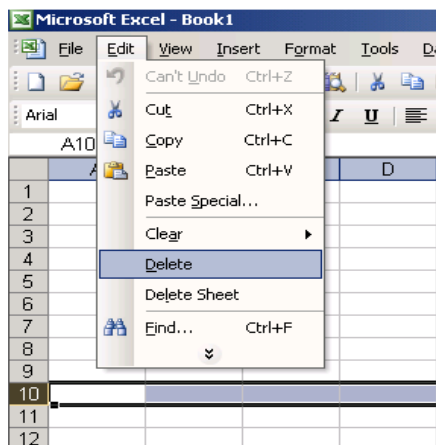 Microsoft Excel - Book1
File Edit View Insert Format Tools
Can't Undo Ctrl+Z
Arial
Cut Ctrl+X
I U
A10
Copy Ctrl+C
Paste Ctrl+V
D
Paste Special...
Clear
Delete
Delete Sheet
Find... Ctrl+F
1
2
3
4
5
6
7
8
9
10
11
12